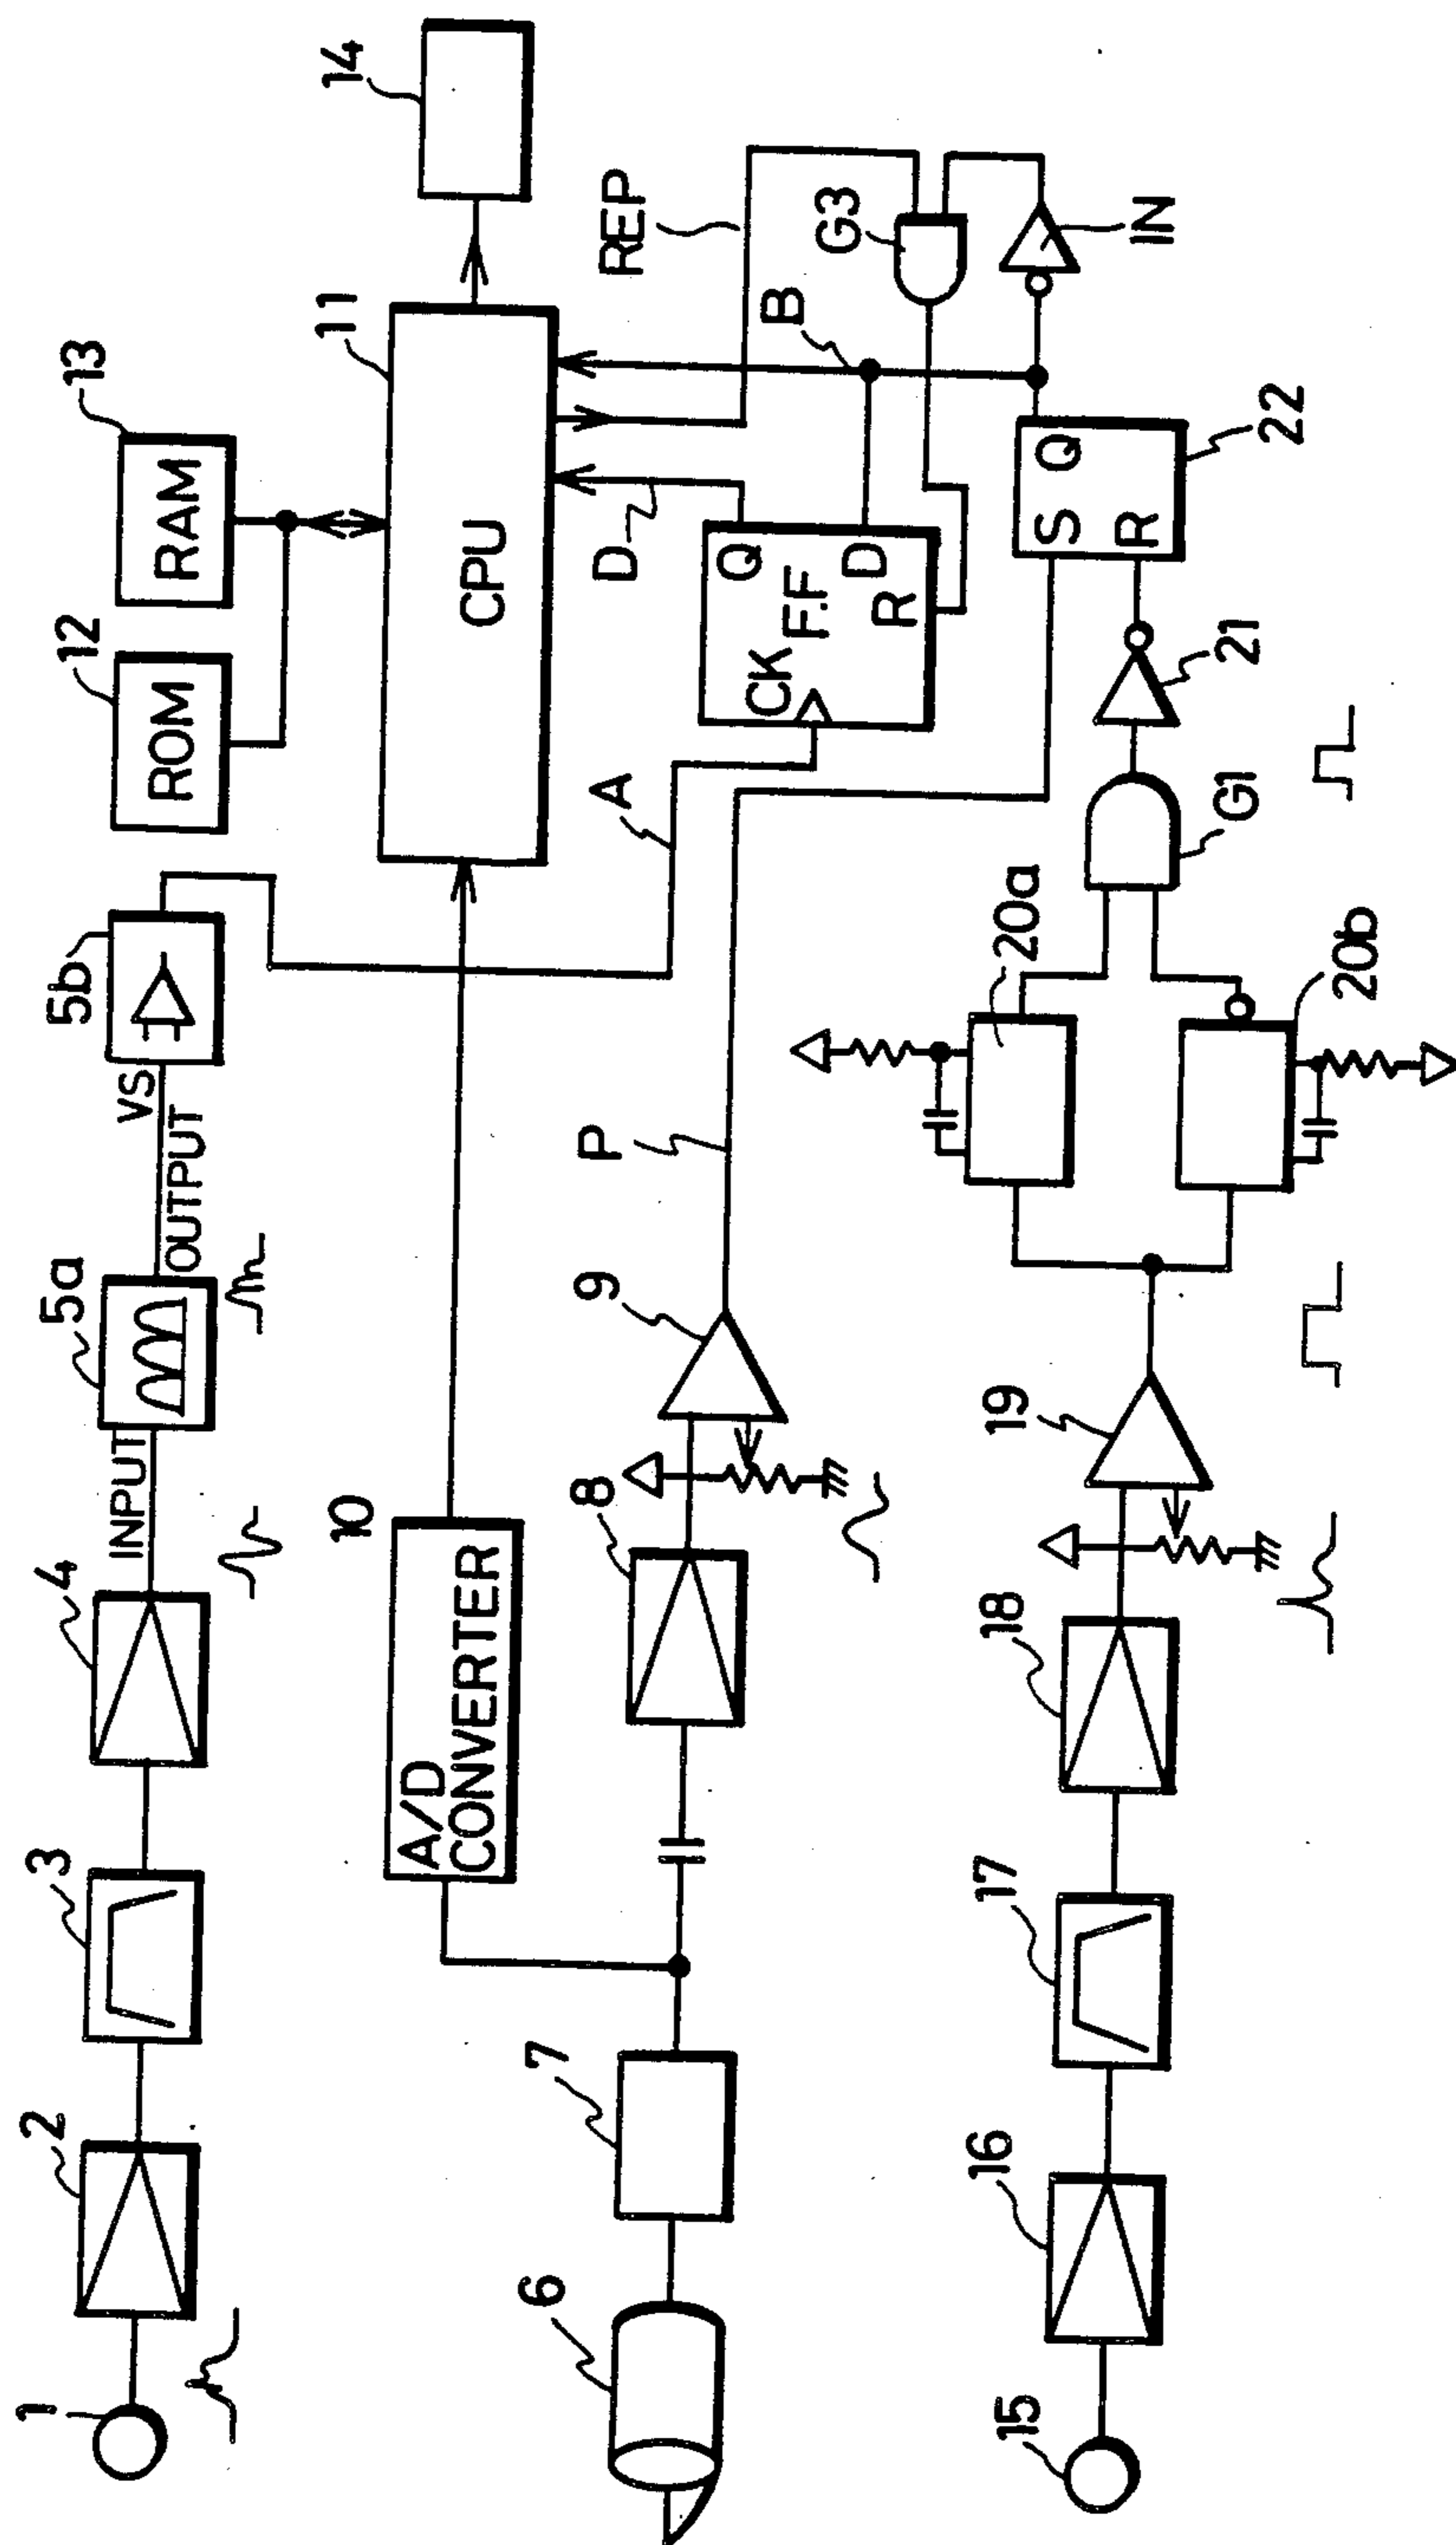 1
2
3
4
INPUT
5a
OUTPUT
VS
5b
12
ROM
13
RAM
6
7
10
A/D
CONVERTER
11
CPU
14
8
9
P
A
CK
F.F
Q
D
R
D
B
REP
G3
IN
15
16
17
18
19
20a
20b
G1
21
S
R
Q
22